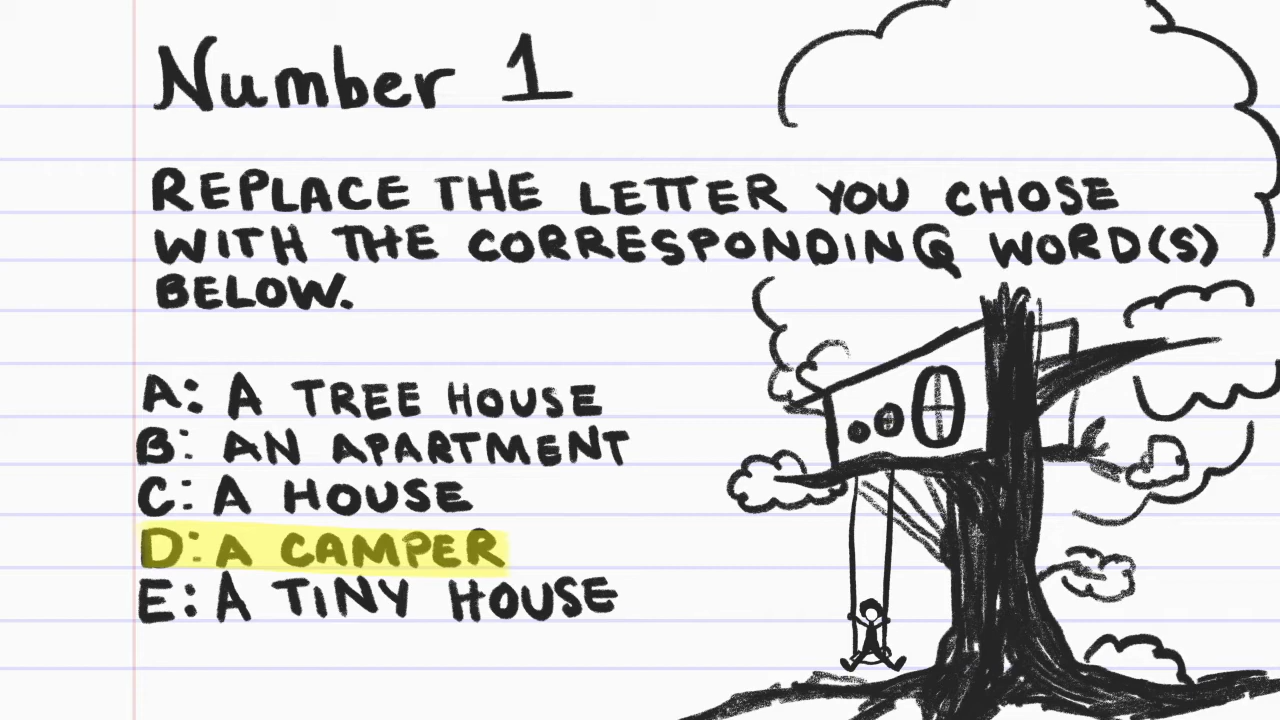 Number 1
REPLACE THE LETTER YOU CHOSE
WITH THE CORRESPONDING WORD(S)
BELOW.
A: A TREE HOUSE
B: AN APARTMENT
C: A HOUSE
D: A CAMPER
E: A TINY HOUSE